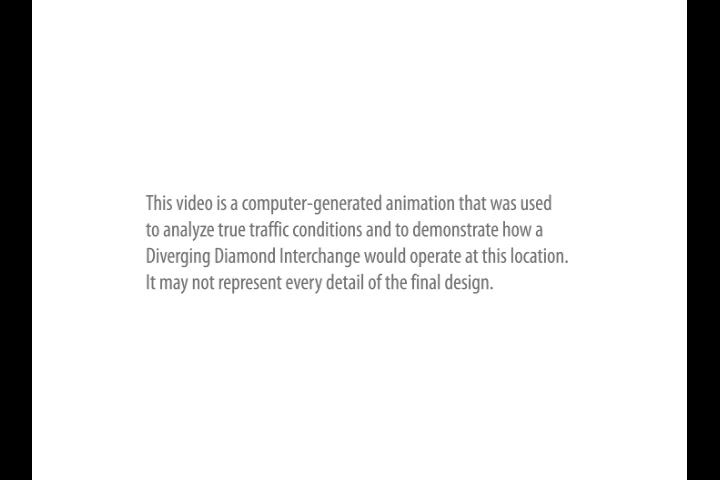 This video is a computer-generated animation that was used
to analyze true traffic conditions and to demonstrate how a
Diverging Diamond Interchange would operate at this location.
It may not represent every detail of the final design.